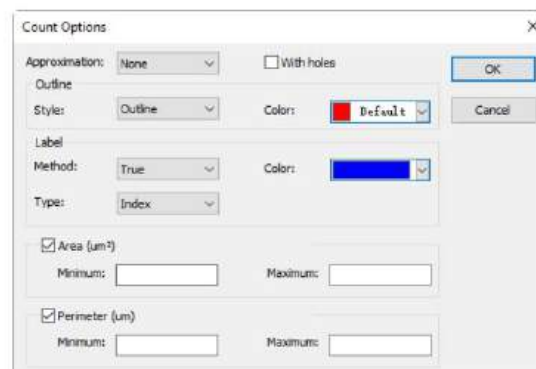 Count Options
Approximation: None With holes OK
Outline
Style: Outline Color: Default Cancel
Label
Method: True Color:
Type: Index
Area (um²)
Minimum: Maximum:
Perimeter (um)
Minimum: Maximum: